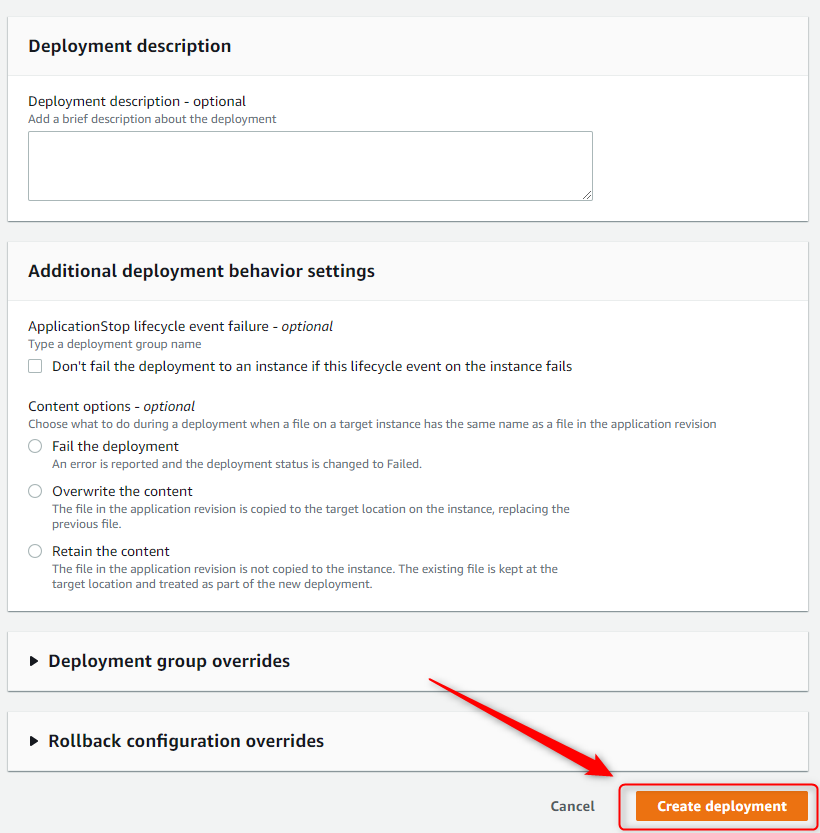 Deployment description
Deployment description - optional
Add a brief description about the deployment
Additional deployment behavior settings
ApplicationStop lifecycle event failure - optional
Type a deployment group name
Don't fail the deployment to an instance if this lifecycle event on the instance fails
Content options - optional
Choose what to do during a deployment when a file on a target instance has the same name as a file in the application revision
Fail the deployment
An error is reported and the deployment status is changed to Failed.
Overwrite the content
The file in the application revision is copied to the target location on the instance, replacing the
previous file.
Retain the content
The file in the application revision is not copied to the instance. The existing file is kept at the
target location and treated as part of the new deployment.
Deployment group overrides
Rollback configuration overrides
Cancel
Create deployment